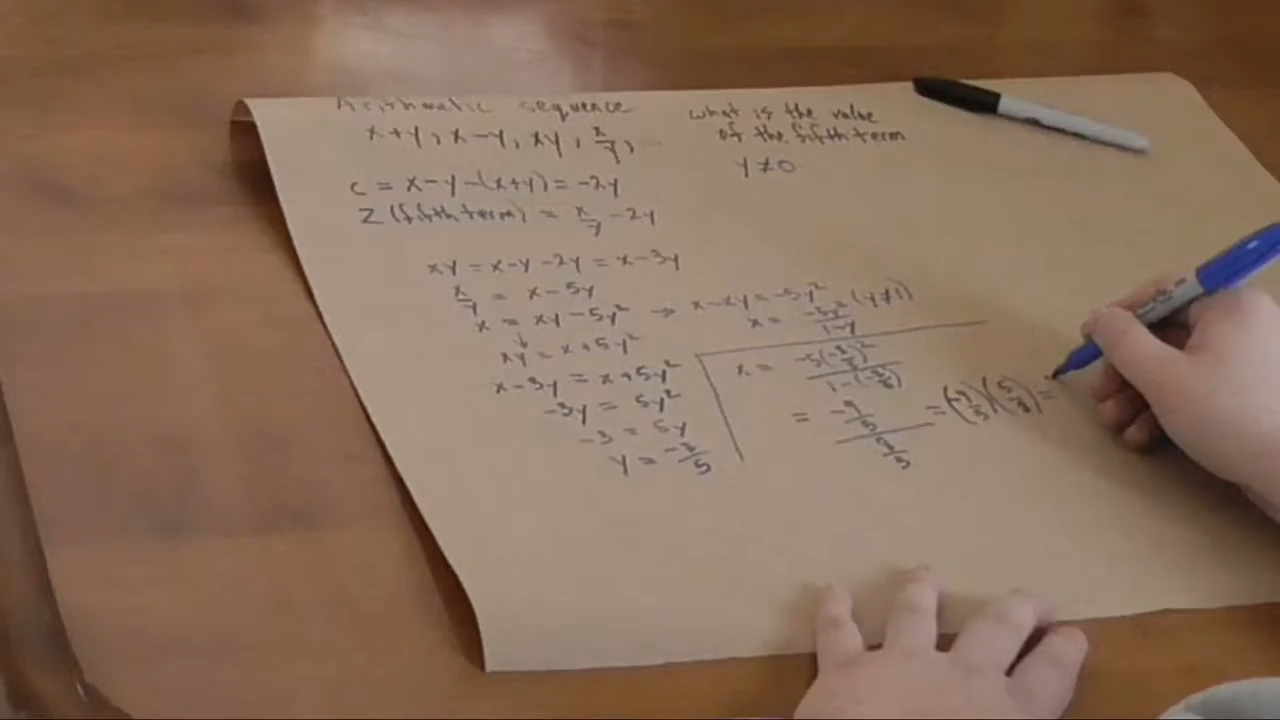 Arithmatic sequence
x+y, x-y, xy, x/y,
what is the value
of the fifth term
y≠0
c = x-y-(x+y) = -2y
Z (fifth term) = x/y - 2y
xy = x-y-2y = x-3y
x/y = x-5y
x = xy-5y² → x-xy = -5y² (y≠1)
x = -5y²/1-y
xy = x+5y²
x-3y = x+5y²
-3y = 5y²
-3 = 5y
y = -3/5
x = -5(-3/5)²/1-(-3/5)
= -9/5/8/5 = (-9/5)(5/8) =